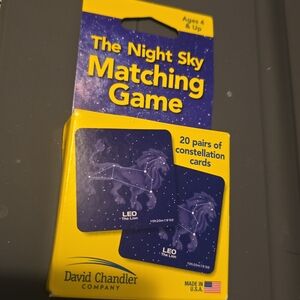 Ages 4
& Up
The Night Sky
Matching
Game
20 pairs of
constellation
cards
LEO
The Lion
LEO
The Lion
David Chandler
COMPANY
MADE IN
U.S.A.